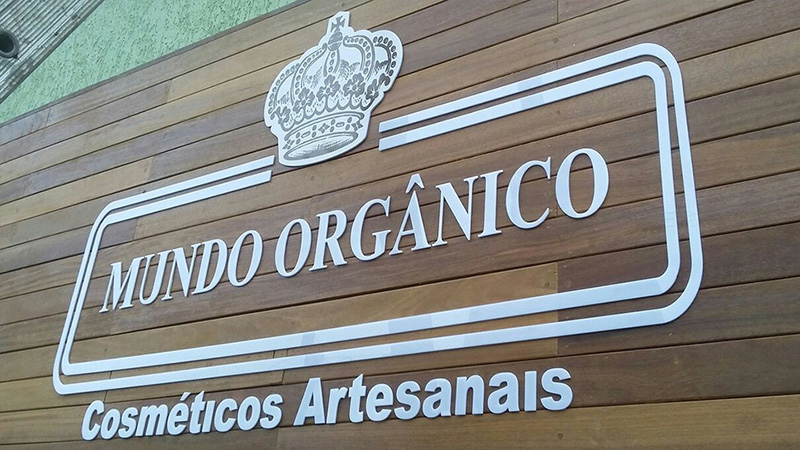 MUNDO ORGÂNICO
Cosméticos Artesanais